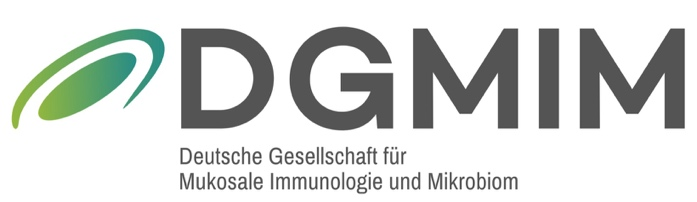 DGMIM
Deutsche Gesellschaft für
Mukosale Immunologie und Mikrobiom